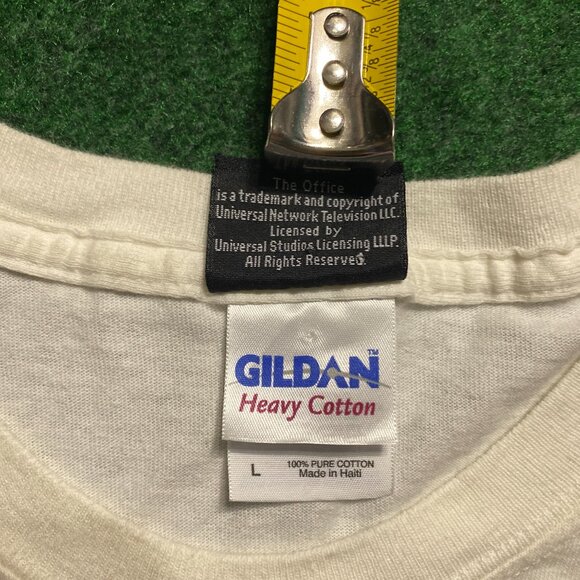 The Office
is a trademark and copyright of
Universal Network Television LLC.
Licensed by
Universal Studios Licensing LLLP.
All Rights Reserved.
GILDAN™
Heavy Cotton
L
100% PURE COTTON
Made in Haiti